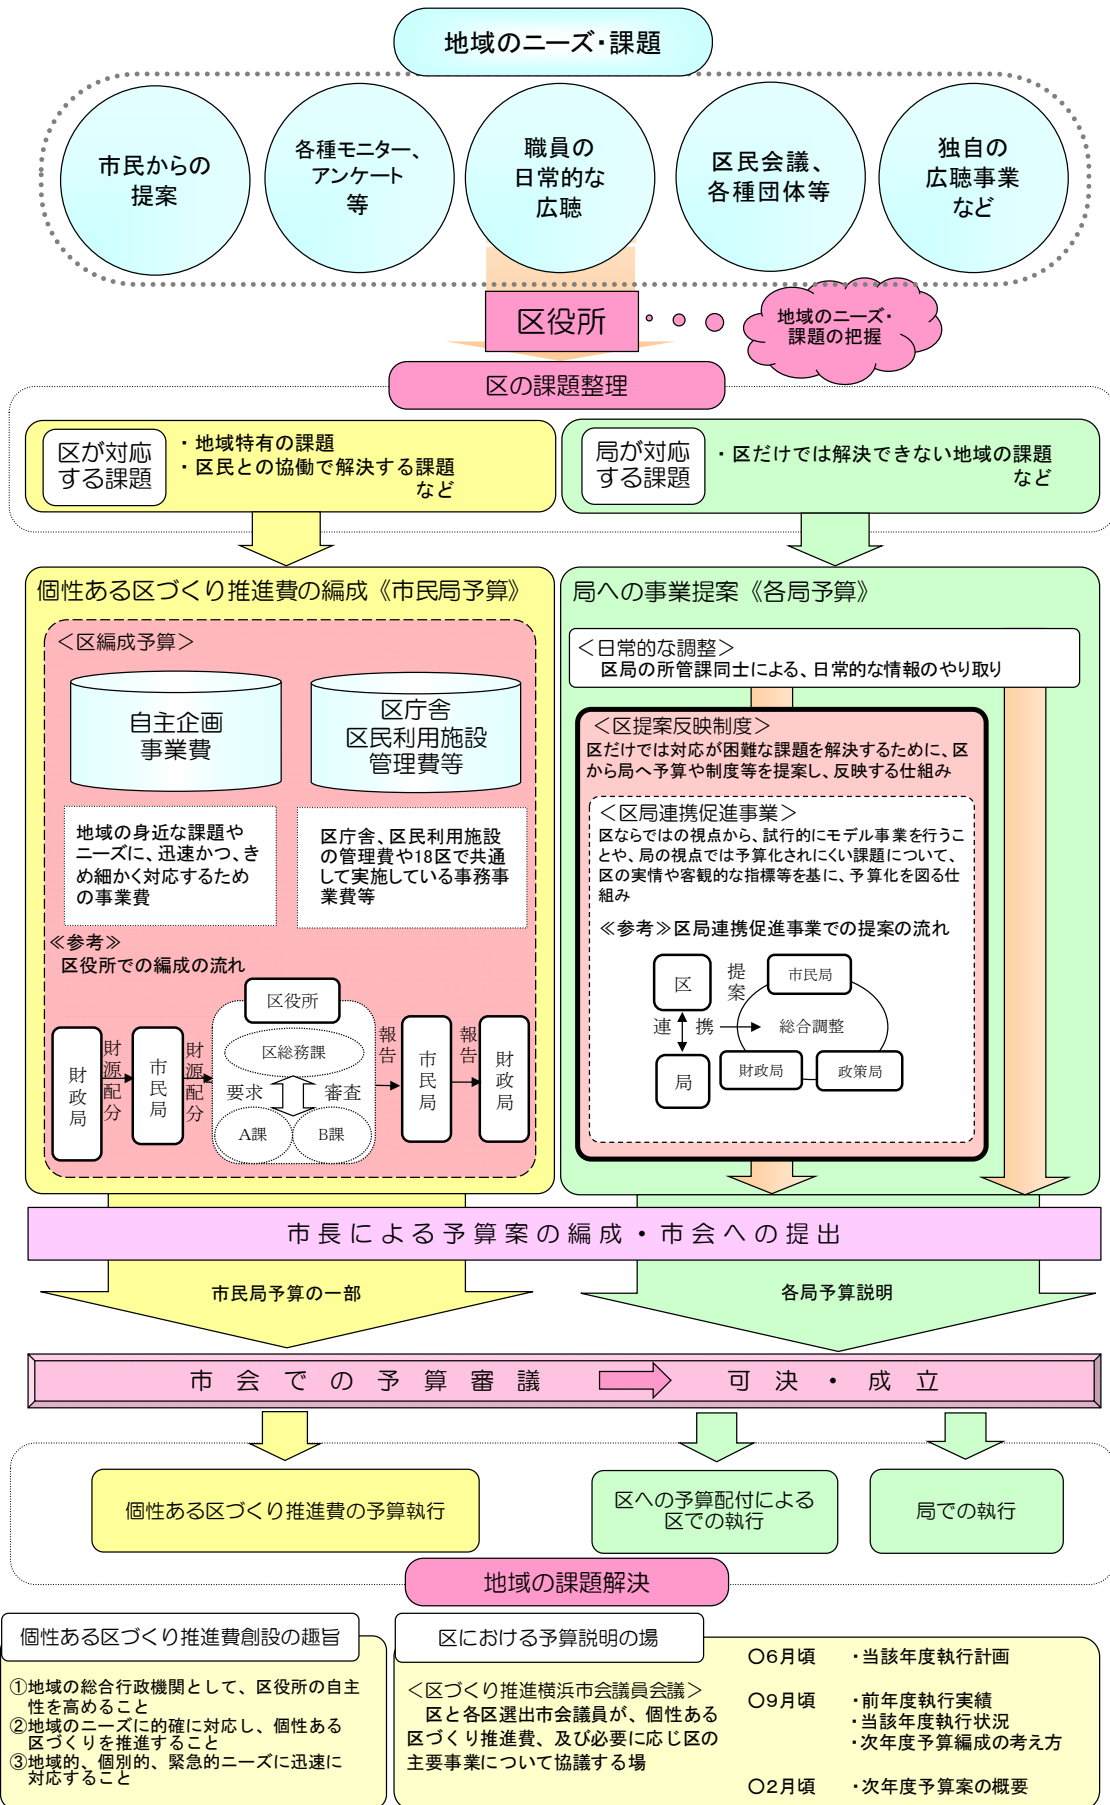 地域のニーズ・課題
市民からの
提案
各種モニター、
アンケート
等
職員の
日常的な
広聴
区民会議、
各種団体等
独自の
広聴事業
など
区役所
地域のニーズ・
課題の把握
区の課題整理
区が対応
する課題
・地域特有の課題
・区民との協働で解決する課題
など
局が対応
する課題
・区だけでは解決できない地域の課題
など
個性ある区づくり推進費の編成《市民局予算》
＜区編成予算＞
自主企画
事業費
区庁舎
区民利用施設
管理費等
地域の身近な課題や
ニーズに、迅速かつ、き
め細かく対応するため
の事業費
区庁舎、区民利用施設
の管理費や18区で共通
して実施している事務事
業費等
≪参考≫
区役所での編成の流れ
財政局
財源配分
市民局
財源配分
区役所
区総務課
要求
審査
A課
B課
報告
市民局
報告
財政局
局への事業提案《各局予算》
＜日常的な調整＞
区局の所管課同士による、日常的な情報のやり取り
＜区提案反映制度＞
区だけでは対応が困難な課題を解決するために、区
から局へ予算や制度等を提案し、反映する仕組み
＜区局連携促進事業＞
区ならではの視点から、試行的にモデル事業を行うこ
とや、局の視点では予算化されにくい課題について、
区の実情や客観的な指標等を基に、予算化を図る仕
組み
≪参考≫区局連携促進事業での提案の流れ
区
提案
市民局
連 携
総合調整
局
財政局
政策局
市長による予算案の編成・市会への提出
市民局予算の一部
各局予算説明
市会での予算審議
可決・成立
個性ある区づくり推進費の予算執行
区への予算配付による
区での執行
局での執行
地域の課題解決
個性ある区づくり推進費創設の趣旨
①地域の総合行政機関として、区役所の自主
性を高めること
②地域のニーズに的確に対応し、個性ある
区づくりを推進すること
③地域的、個別的、緊急的ニーズに迅速に
対応すること
区における予算説明の場
＜区づくり推進横浜市会議員会議＞
区と各区選出市会議員が、個性ある
区づくり推進費、及び必要に応じ区の
主要事業について協議する場
○6月頃 ・当該年度執行計画
○9月頃 ・前年度執行実績
・当該年度執行状況
・次年度予算編成の考え方
○2月頃 ・次年度予算案の概要